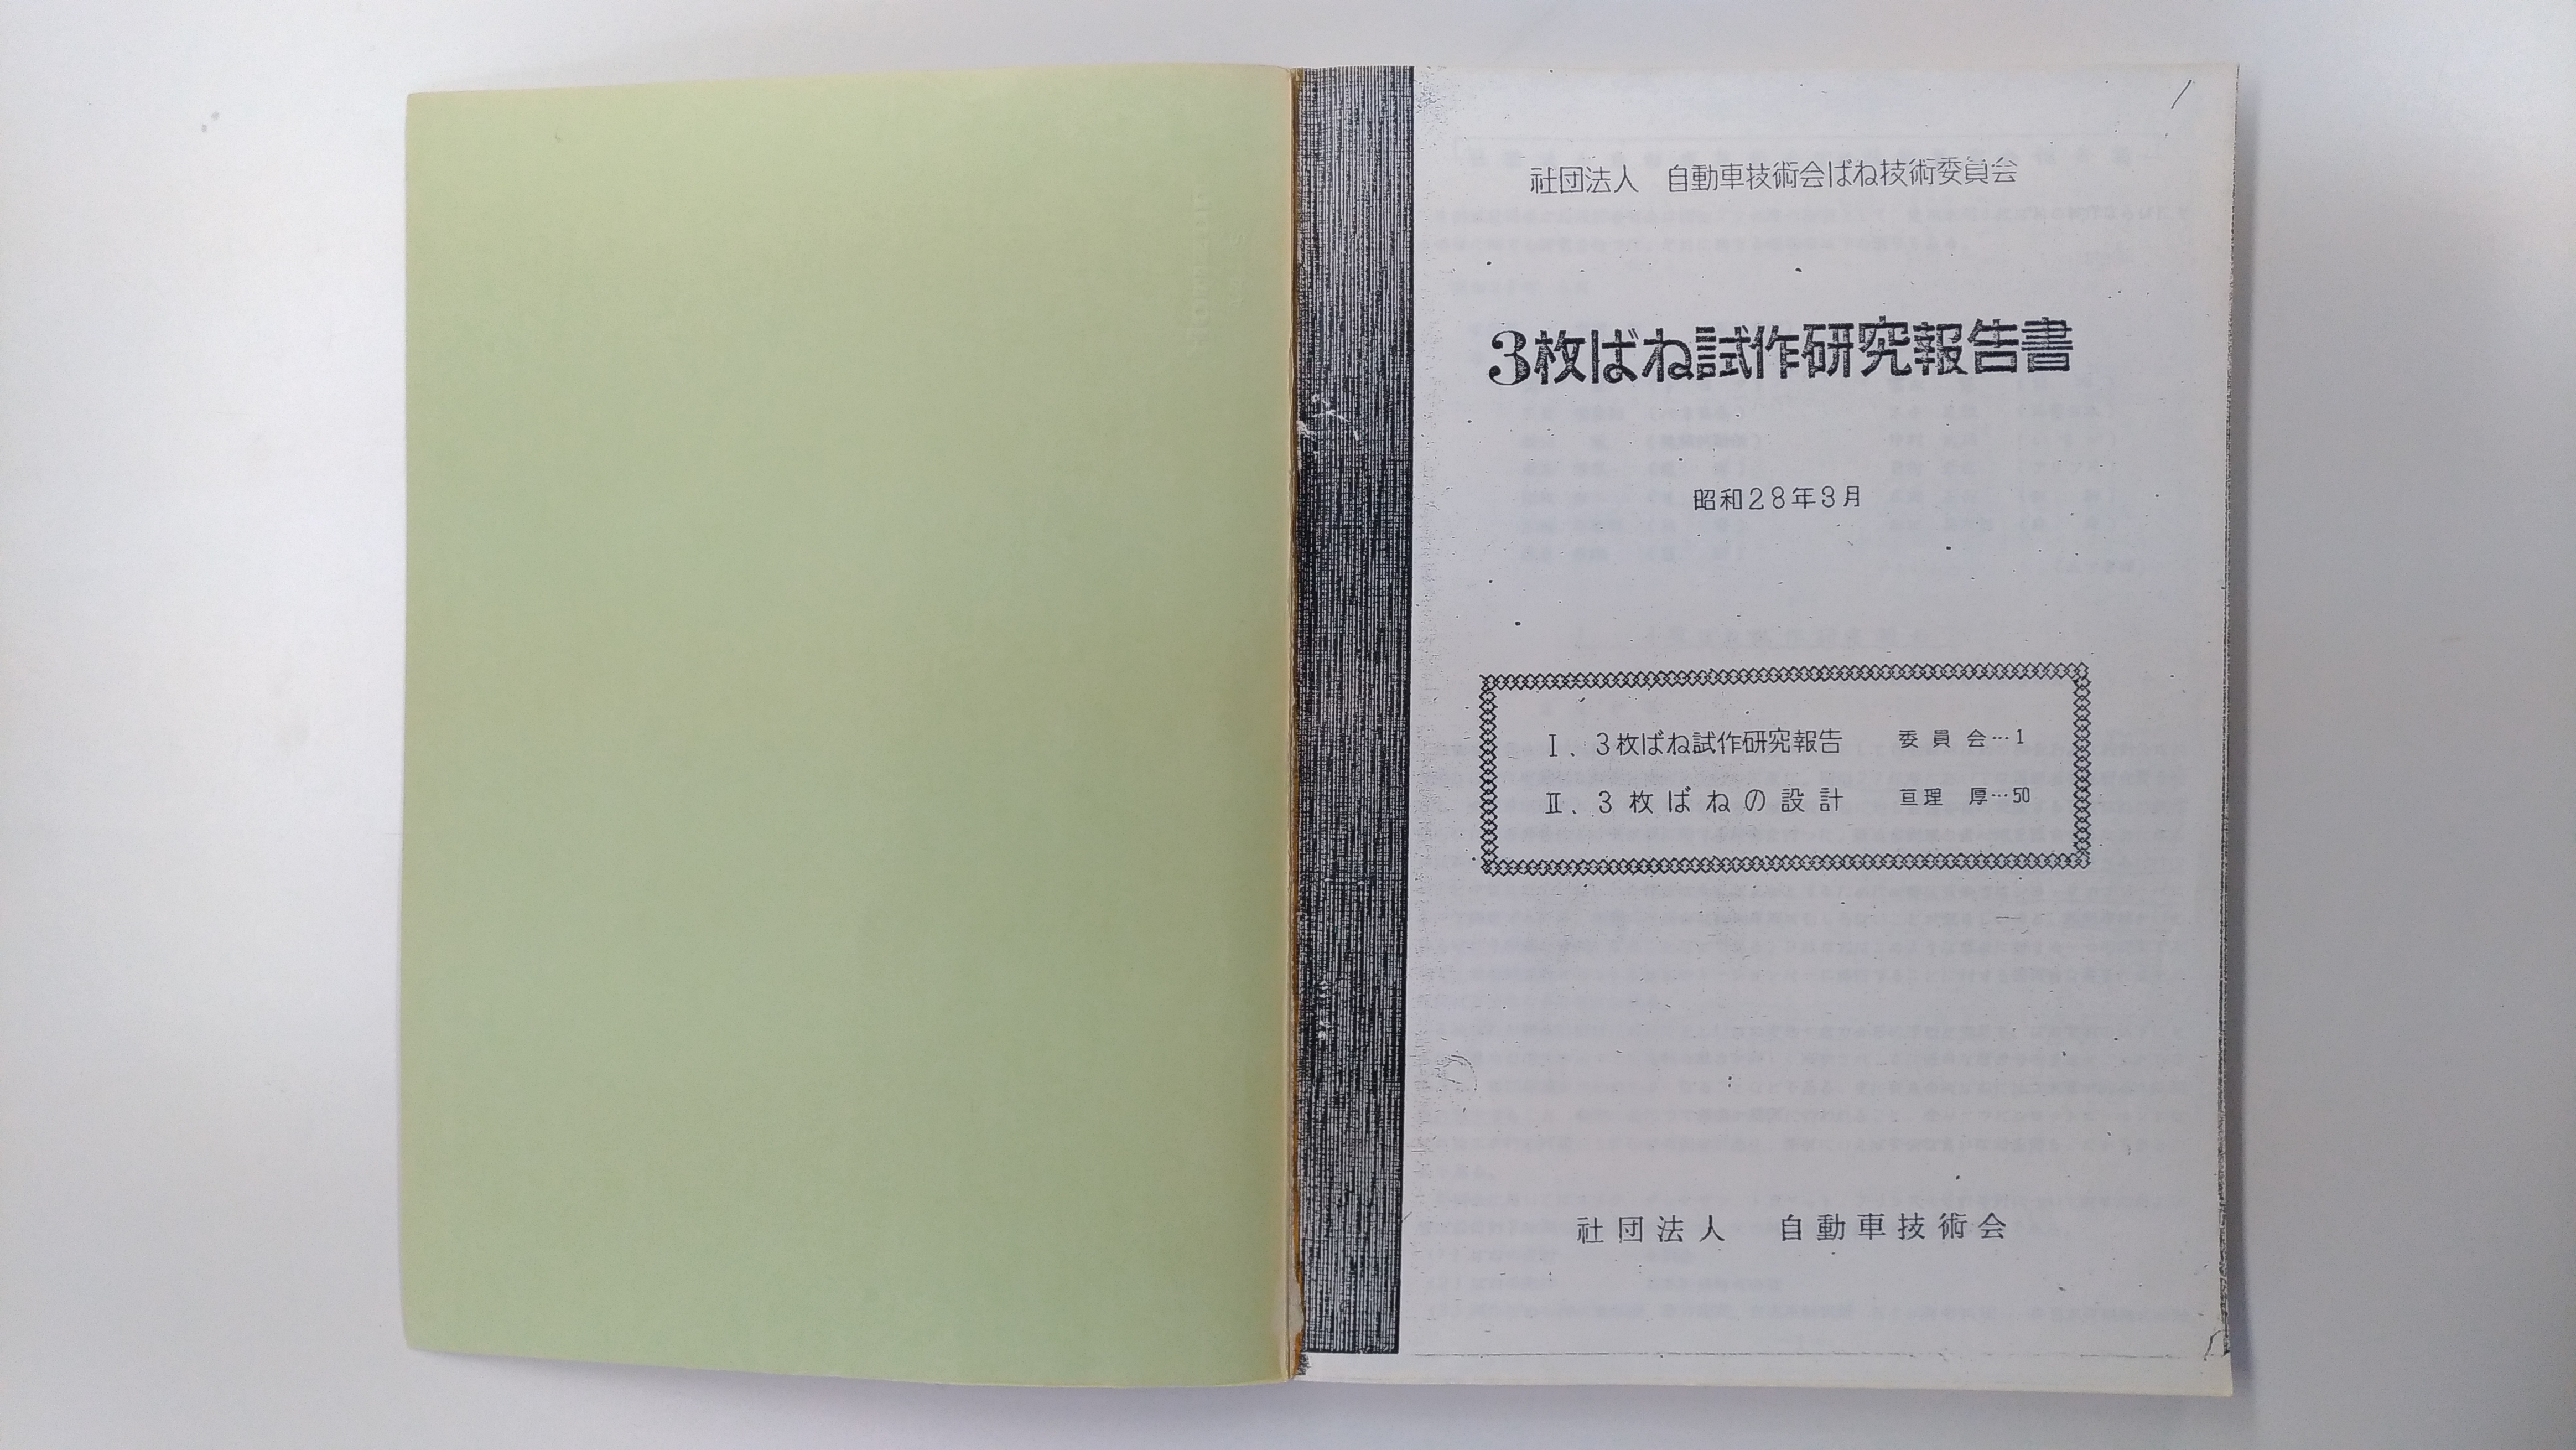 社団法人 自動車技術会ばね技術委員会
3枚ばね試作研究報告書
昭和28年3月
Ⅰ、3枚ばね試作研究報告 委員会…1
Ⅱ、3枚ばねの設計 亘理 厚…50
社団法人 自動車技術会